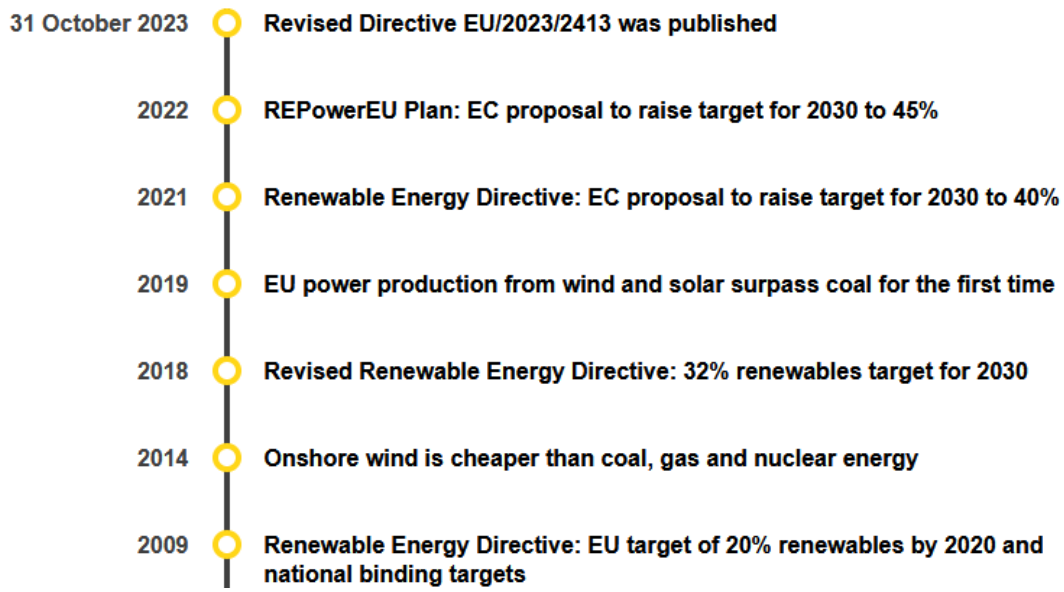 31 October 2023 Revised Directive EU/2023/2413 was published
2022 REPowerEU Plan: EC proposal to raise target for 2030 to 45%
2021 Renewable Energy Directive: EC proposal to raise target for 2030 to 40%
2019 EU power production from wind and solar surpass coal for the first time
2018 Revised Renewable Energy Directive: 32% renewables target for 2030
2014 Onshore wind is cheaper than coal, gas and nuclear energy
2009 Renewable Energy Directive: EU target of 20% renewables by 2020 and
national binding targets